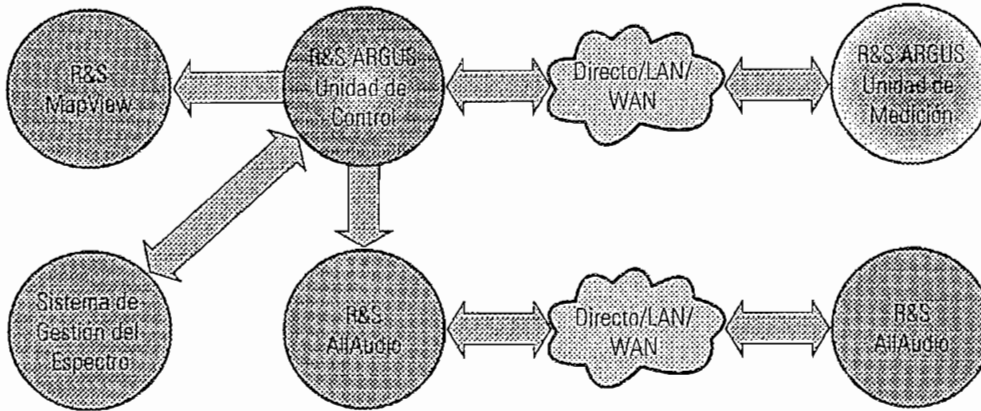 R&S
MapView
R&S ARGUS
Unidad de
Control
Directo/LAN/
WAN
R&S ARGUS
Unidad de
Medición
Sistema de
Gestion del
Espectro
R&S
AllAudio
Directo/LAN/
WAN
R&S
AllAudio